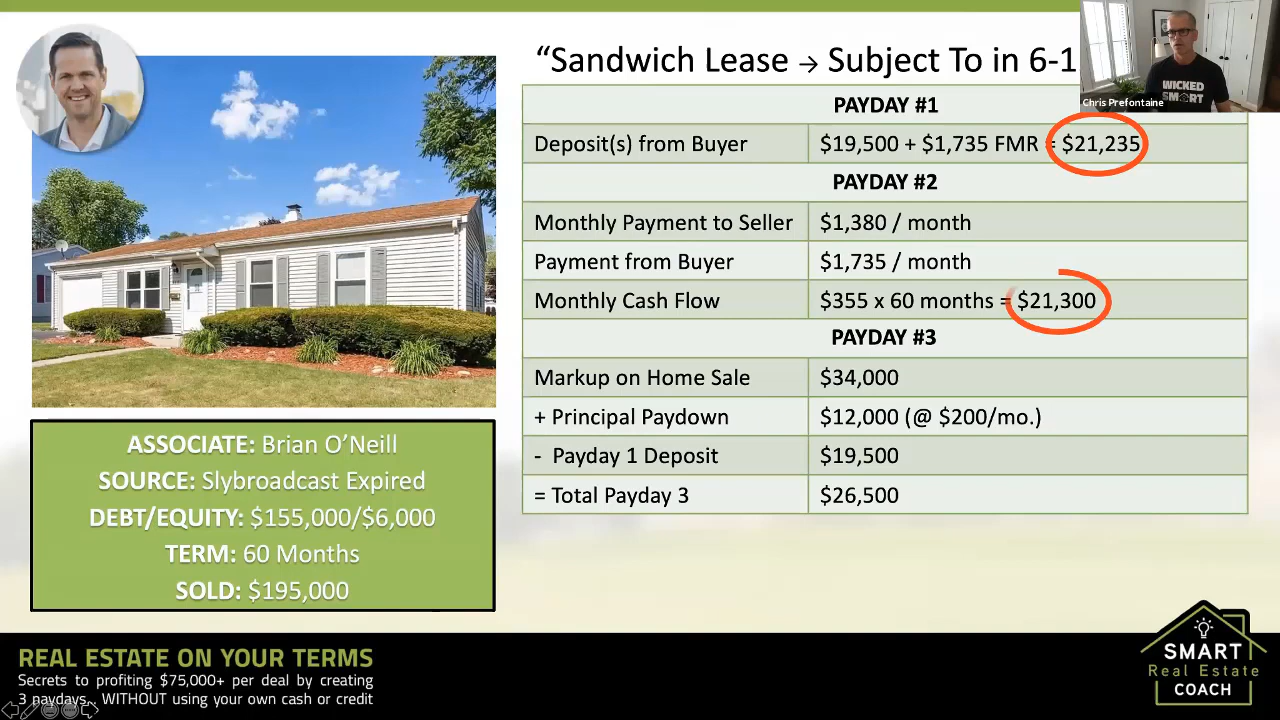 “Sandwich Lease → Subject To in 6-1
Chris Prefontaine
WICKED
SMART
PAYDAY #1
Deposit(s) from Buyer $19,500 + $1,735 FMR = $21,235
PAYDAY #2
Monthly Payment to Seller $1,380 / month
Payment from Buyer $1,735 / month
Monthly Cash Flow $355 x 60 months = $21,300
PAYDAY #3
Markup on Home Sale $34,000
+ Principal Paydown $12,000 (@ $200/mo.)
- Payday 1 Deposit $19,500
= Total Payday 3 $26,500
ASSOCIATE: Brian O’Neill
SOURCE: Slybroadcast Expired
DEBT/EQUITY: $155,000/$6,000
TERM: 60 Months
SOLD: $195,000
REAL ESTATE ON YOUR TERMS
Secrets to profiting $75,000+ per deal by creating
3 paydays... WITHOUT using your own cash or credit
SMART
Real Estate
COACH